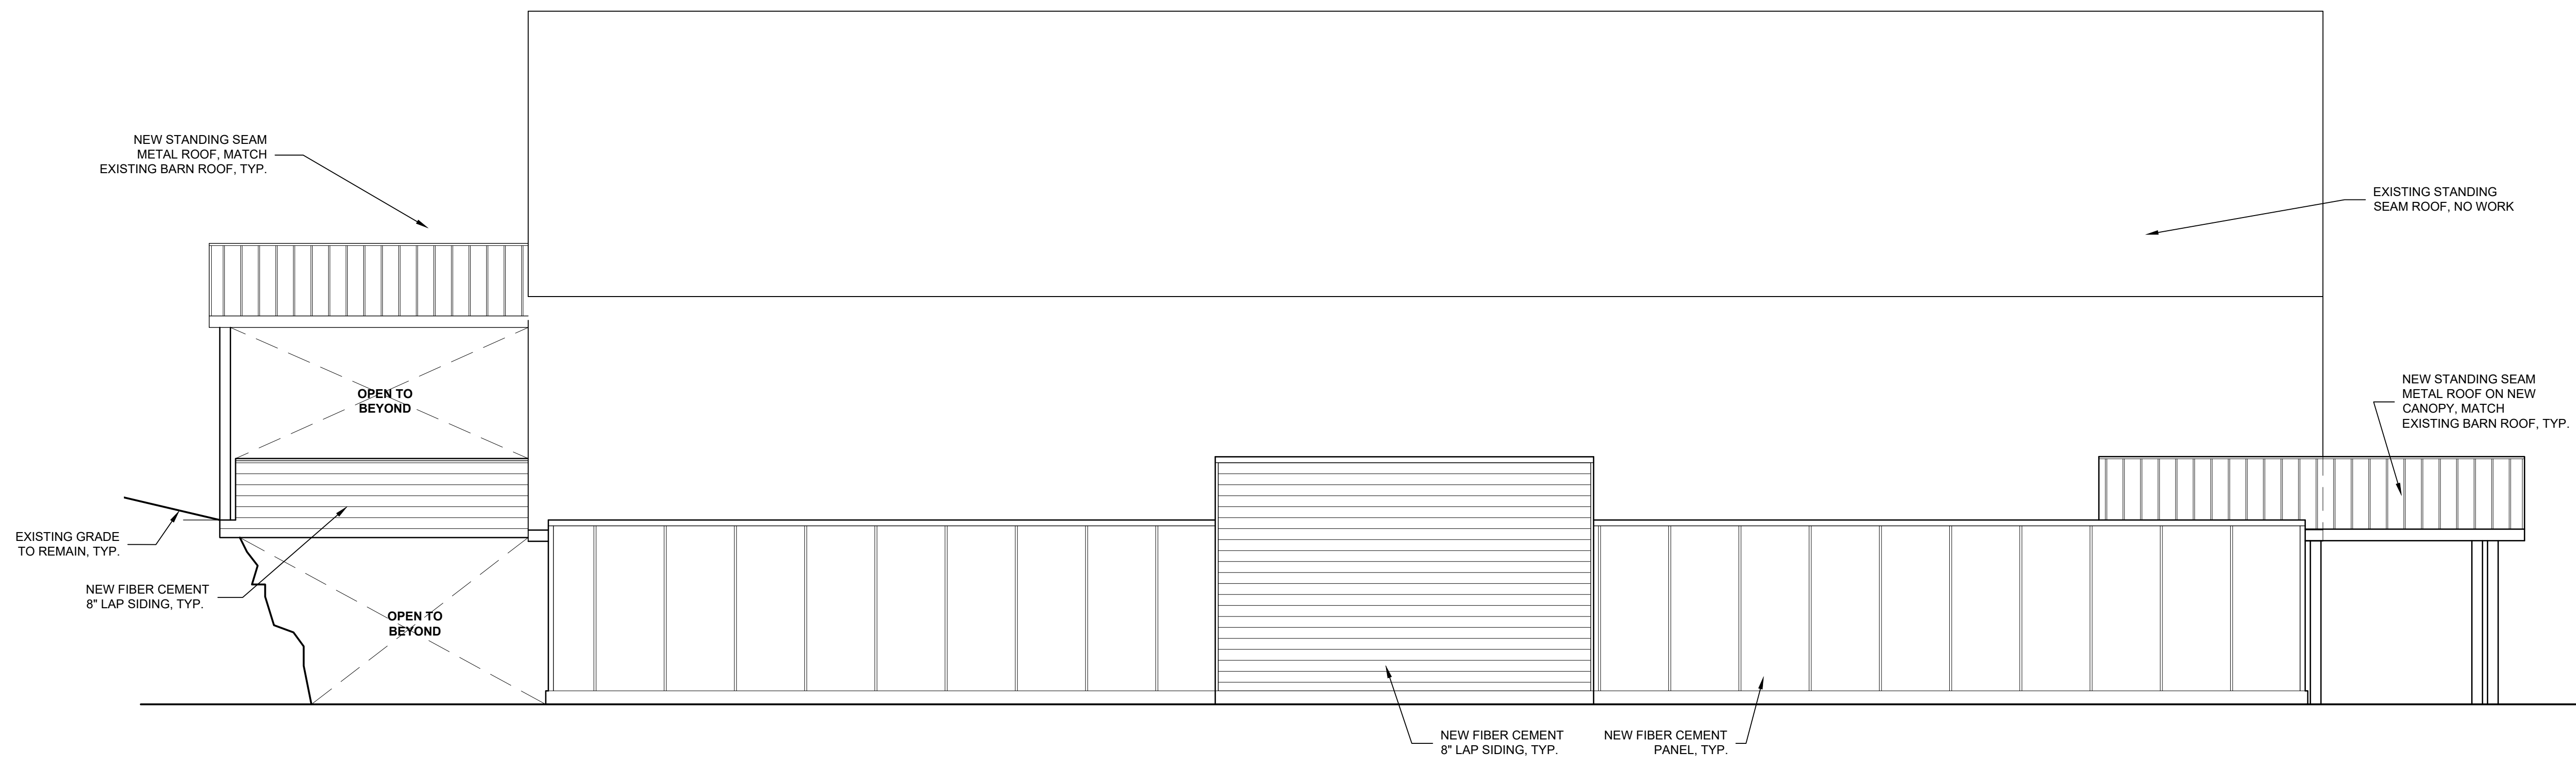 NEW STANDING SEAM
METAL ROOF, MATCH
EXISTING BARN ROOF, TYP.
EXISTING STANDING
SEAM ROOF, NO WORK
OPEN TO
BEYOND
NEW STANDING SEAM
METAL ROOF ON NEW
CANOPY, MATCH
EXISTING BARN ROOF, TYP.
EXISTING GRADE
TO REMAIN, TYP.
NEW FIBER CEMENT
8" LAP SIDING, TYP.
OPEN TO
BEYOND
NEW FIBER CEMENT
8" LAP SIDING, TYP.
NEW FIBER CEMENT
PANEL, TYP.